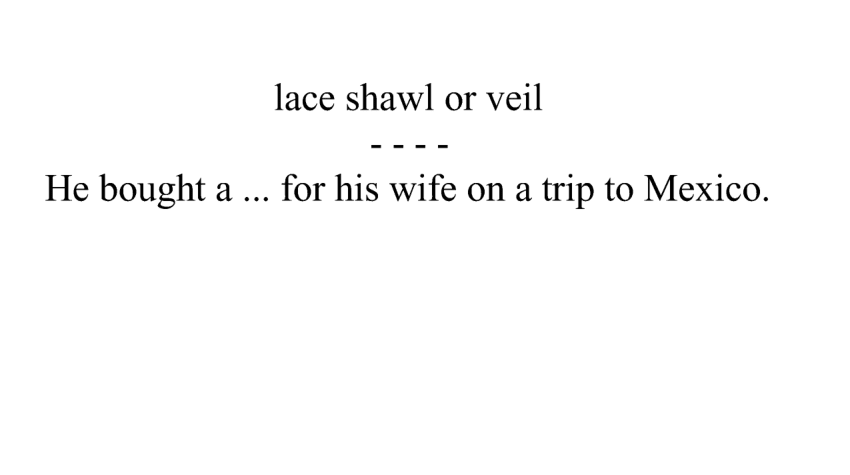 lace shawl or veil
- - - -
He bought a ... for his wife on a trip to Mexico.